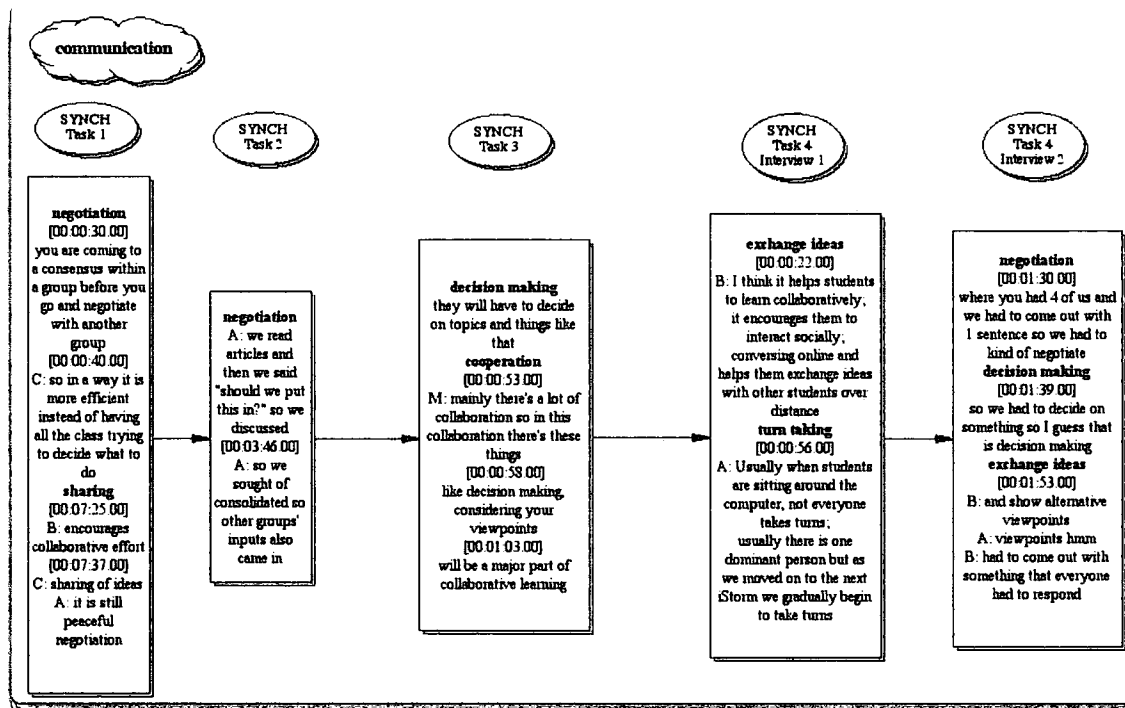 communication
SYNCH
Task 1
SYNCH
Task 2
SYNCH
Task 3
SYNCH
Task 4
Interview 1
SYNCH
Task 4
Interview 2
negotiation
[00:00:30.00]
you are coming to
a consensus within
a group before you
go and negotiate
with another
group
[00:00:40.00]
C: so in a way it is
more efficient
instead of having
all the class trying
to decide what to
do
sharing
[00:07:25.00]
B: encourages
collaborative effort
[00:07:37.00]
C: sharing of ideas
A: it is still
peaceful
negotiation
negotiation
A: we read
articles and
then we said
"should we put
this in?" so we
discussed
[00:03:46.00]
A: so we
sought of
consolidated so
other groups'
inputs also
came in
decision making
they will have to decide
on topics and things like
that
cooperation
[00:00:53.00]
M: mainly there's a lot of
collaboration so in this
collaboration there's these
things
[00:00:58.00]
like decision making,
considering your
viewpoints
[00:01:03.00]
will be a major part of
collaborative learning
exchange ideas
[00:00:22.00]
B: I think it helps students
to learn collaboratively;
it encourages them to
interact socially;
conversing online and
helps them exchange ideas
with other students over
distance
turn taking
[00:00:56.00]
A: Usually when students
are sitting around the
computer, not everyone
takes turns;
usually there is one
dominant person but as
we moved on to the next
iStorm we gradually begin
to take turns
negotiation
[00:01:30.00]
where you had 4 of us and
we had to come out with
1 sentence so we had to
kind of negotiate
decision making
[00:01:39.00]
so we had to decide on
something so I guess that
is decision making
exchange ideas
[00:01:53.00]
B: and show alternative
viewpoints
A: viewpoints hmm
B: had to come out with
something that everyone
had to respond